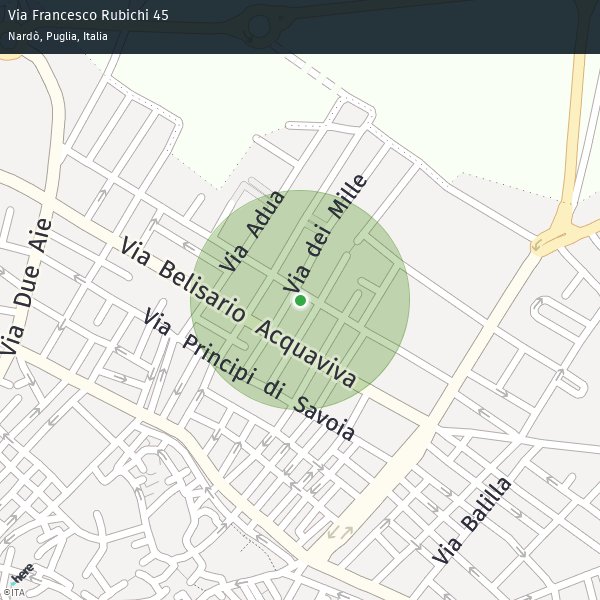 Via Francesco Rubichi 45
Nardò, Puglia, Italia
Via Adua
Via dei Mille
Via Due Aie
Via Belisario Acquaviva
Via Principi di Savoia
Via Balilla
here
©ITA